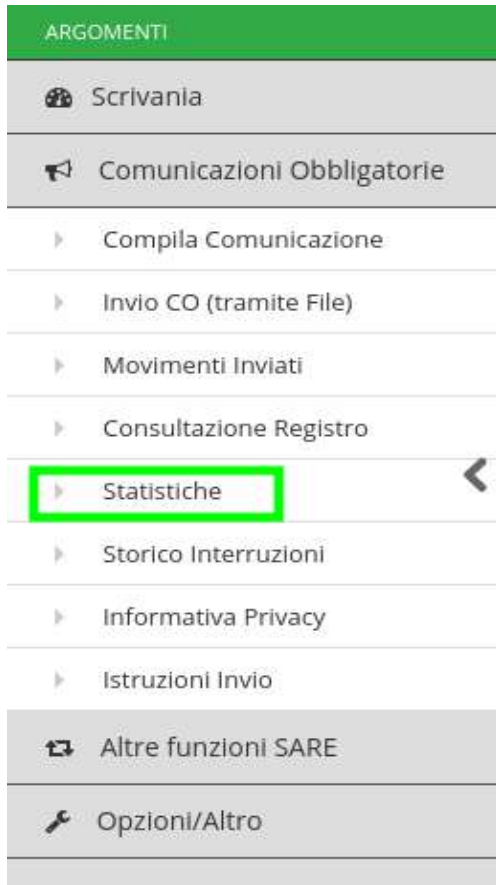 ARGOMENTI
Scrivania
Comunicazioni Obbligatorie
Compila Comunicazione
Invio CO (tramite File)
Movimenti Inviati
Consultazione Registro
Statistiche
Storico Interruzioni
Informativa Privacy
Istruzioni Invio
Altre funzioni SARE
Opzioni/Altro